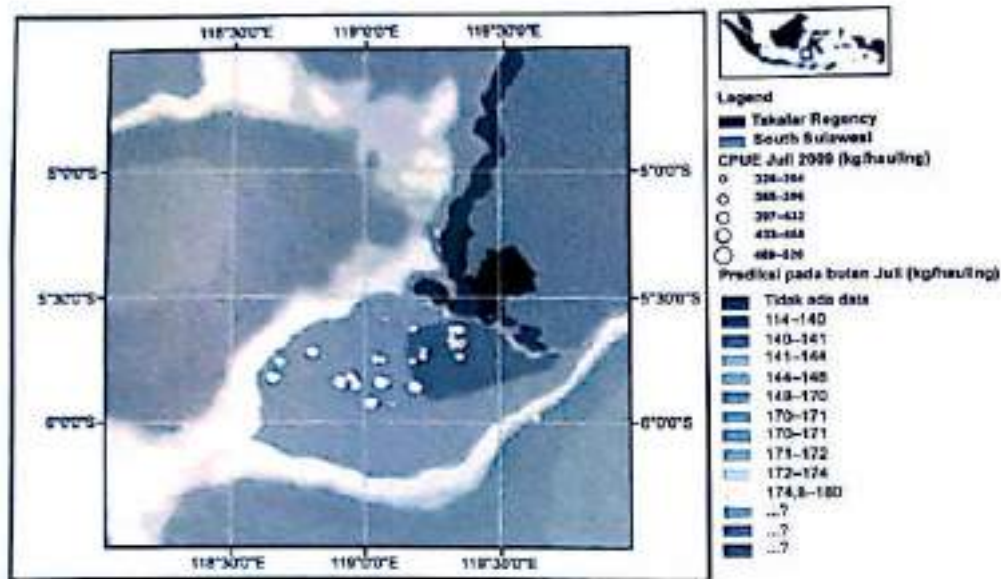 118°30'0"E 119°0'0"E 119°30'0"E
5°0'0"S 5°0'0"S
5°30'0"S 5°30'0"S
6°0'0"S 6°0'0"S
118°30'0"E 119°0'0"E 119°30'0"E
Legend
Takalar Regency
South Sulawesi
CPUE Juli 2009 (kg/hauling)
397–432
Prediksi pada bulan Juli (kg/hauling)
Tidak ada data
114–140
140–141
141–144
144–148
148–170
170–171
170–171
171–172
172–174
174,8–180
...?
...?
...?